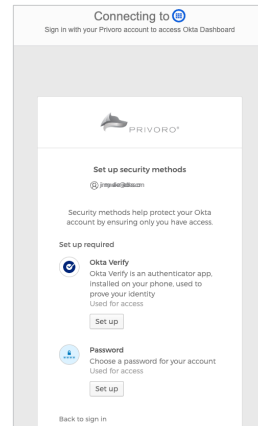 Connecting to
Sign in with your Privoro account to access Okta Dashboard
PRIVORO®
Set up security methods
Security methods help protect your Okta
account by ensuring only you have access.
Set up required
Okta Verify
Okta Verify is an authenticator app,
installed on your phone, used to
prove your identity
Used for access
Set up
Password
Choose a password for your account
Used for access
Set up
Back to sign in